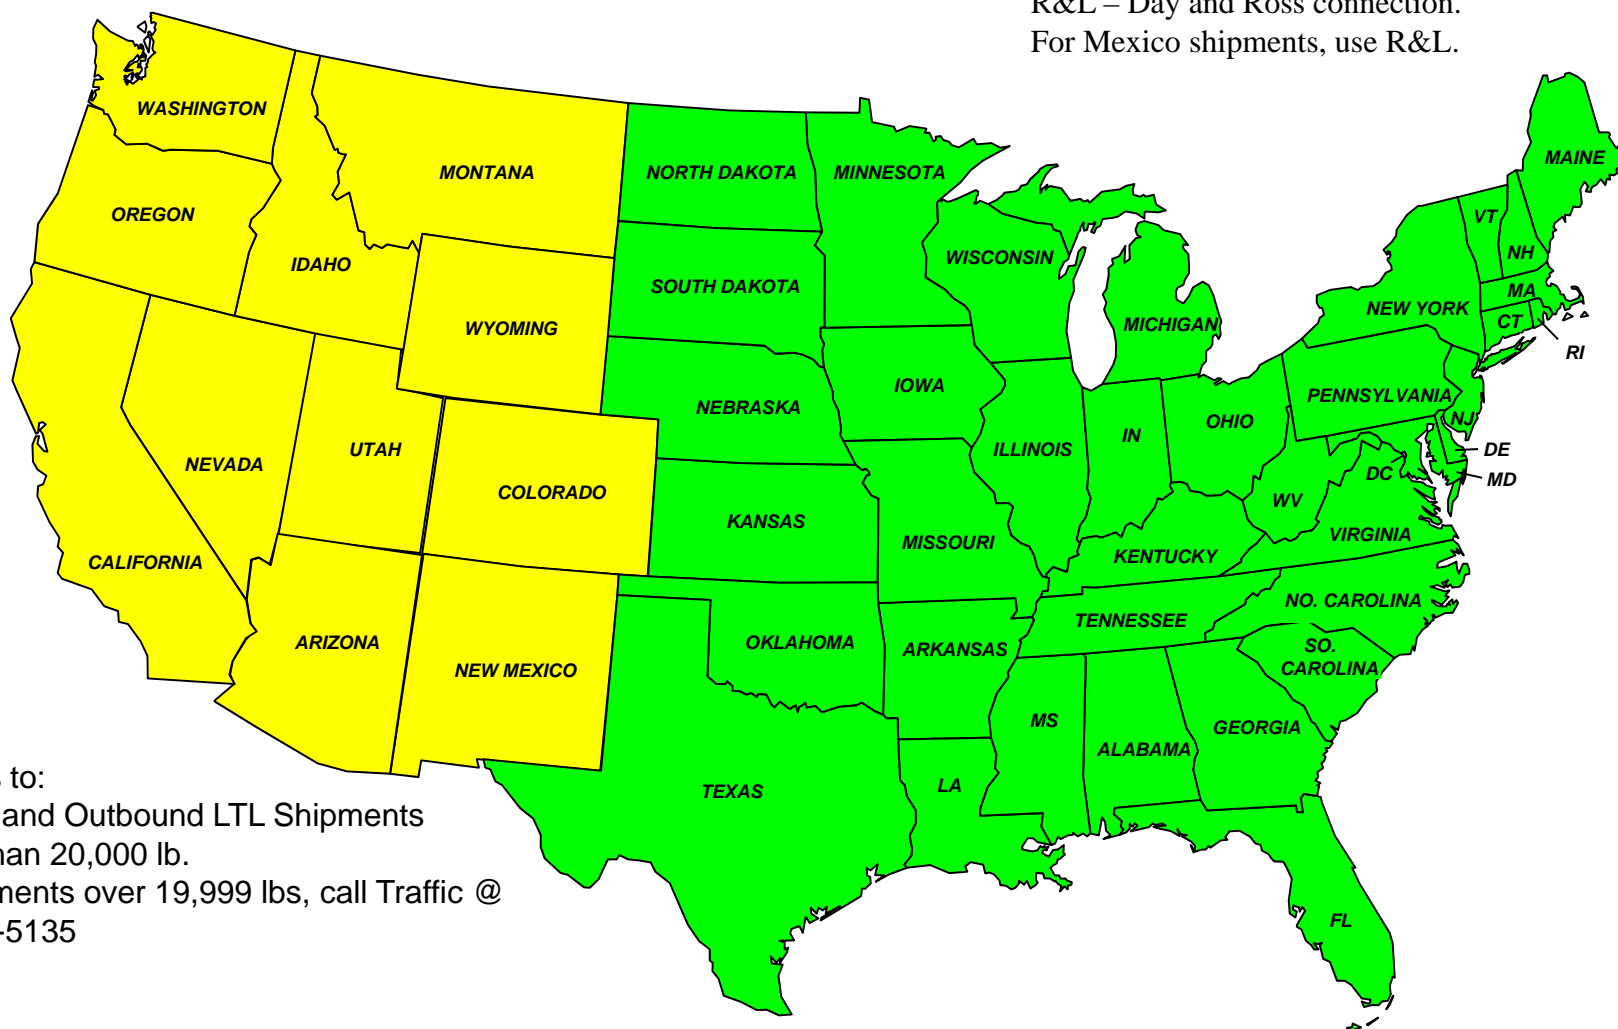 R&L – Day and Ross connection.
For Mexico shipments, use R&L.
WASHINGTON
MONTANA
NORTH DAKOTA
MINNESOTA
MAINE
OREGON
VT
IDAHO
WISCONSIN
NH
SOUTH DAKOTA
MA
WYOMING
MICHIGAN
NEW YORK
CT
RI
IOWA
NEBRASKA
PENNSYLVANIA
NJ
OHIO
IN
UTAH
ILLINOIS
DE
NEVADA
DC
MD
COLORADO
WV
KANSAS
VIRGINIA
MISSOURI
CALIFORNIA
KENTUCKY
NO. CAROLINA
TENNESSEE
ARIZONA
OKLAHOMA
ARKANSAS
SO.
CAROLINA
NEW MEXICO
MS
GEORGIA
ALABAMA
TEXAS
LA
to:
and Outbound LTL Shipments
20,000 lb.
over 19,999 lbs, call Traffic @
-5135
FL